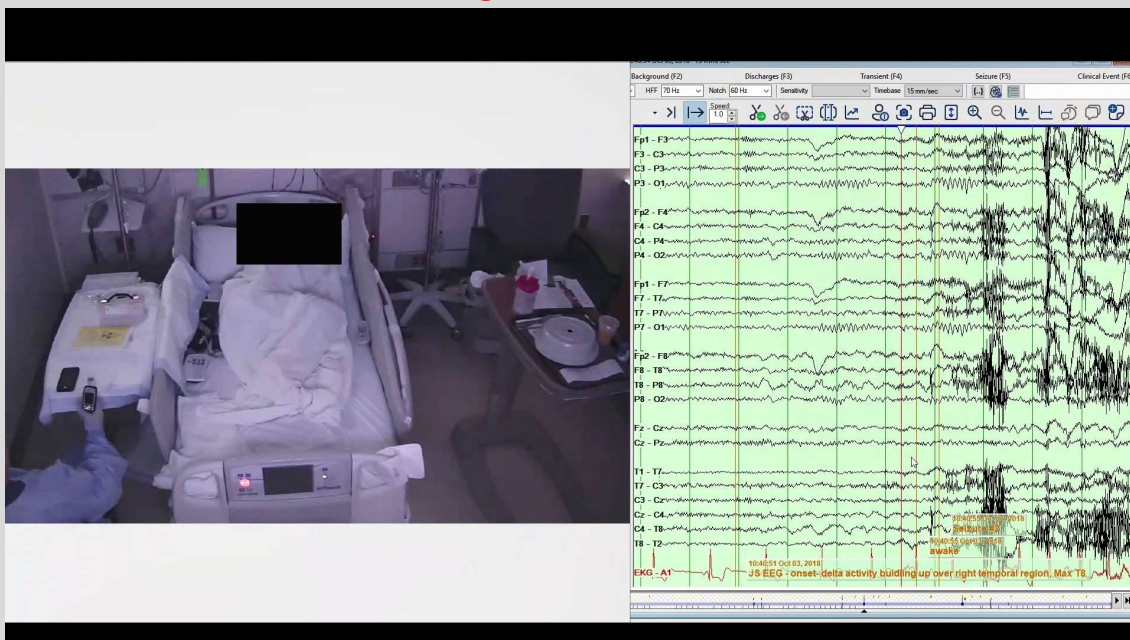 Background (F2) Discharges (F3) Transient (F4) Seizure (F5) Clinical Event (F6
HFF 70 Hz Notch 60 Hz Sensitivity Timebase 15 mm/sec
Speed
1.0
Fp1 - F3
F3 - C3
C3 - P3
P3 - O1
Fp2 - F4
F4 - C4
C4 - P4
P4 - O2
Fp1 - F7
F7 - T7
T7 - P7
P7 - O1
Fp2 - F8
F8 - T8
T8 - P8
P8 - O2
Fz - Cz
Cz - Pz
T1 - T7
T7 - C3
C3 - Cz
Cz - C4
C4 - T8
T8 - T2
EKG - A1
Seizure #2
awake
10:40:51 Oct 03, 2018
JS EEG - onset- delta activity buidling up over right temporal region, Max T8